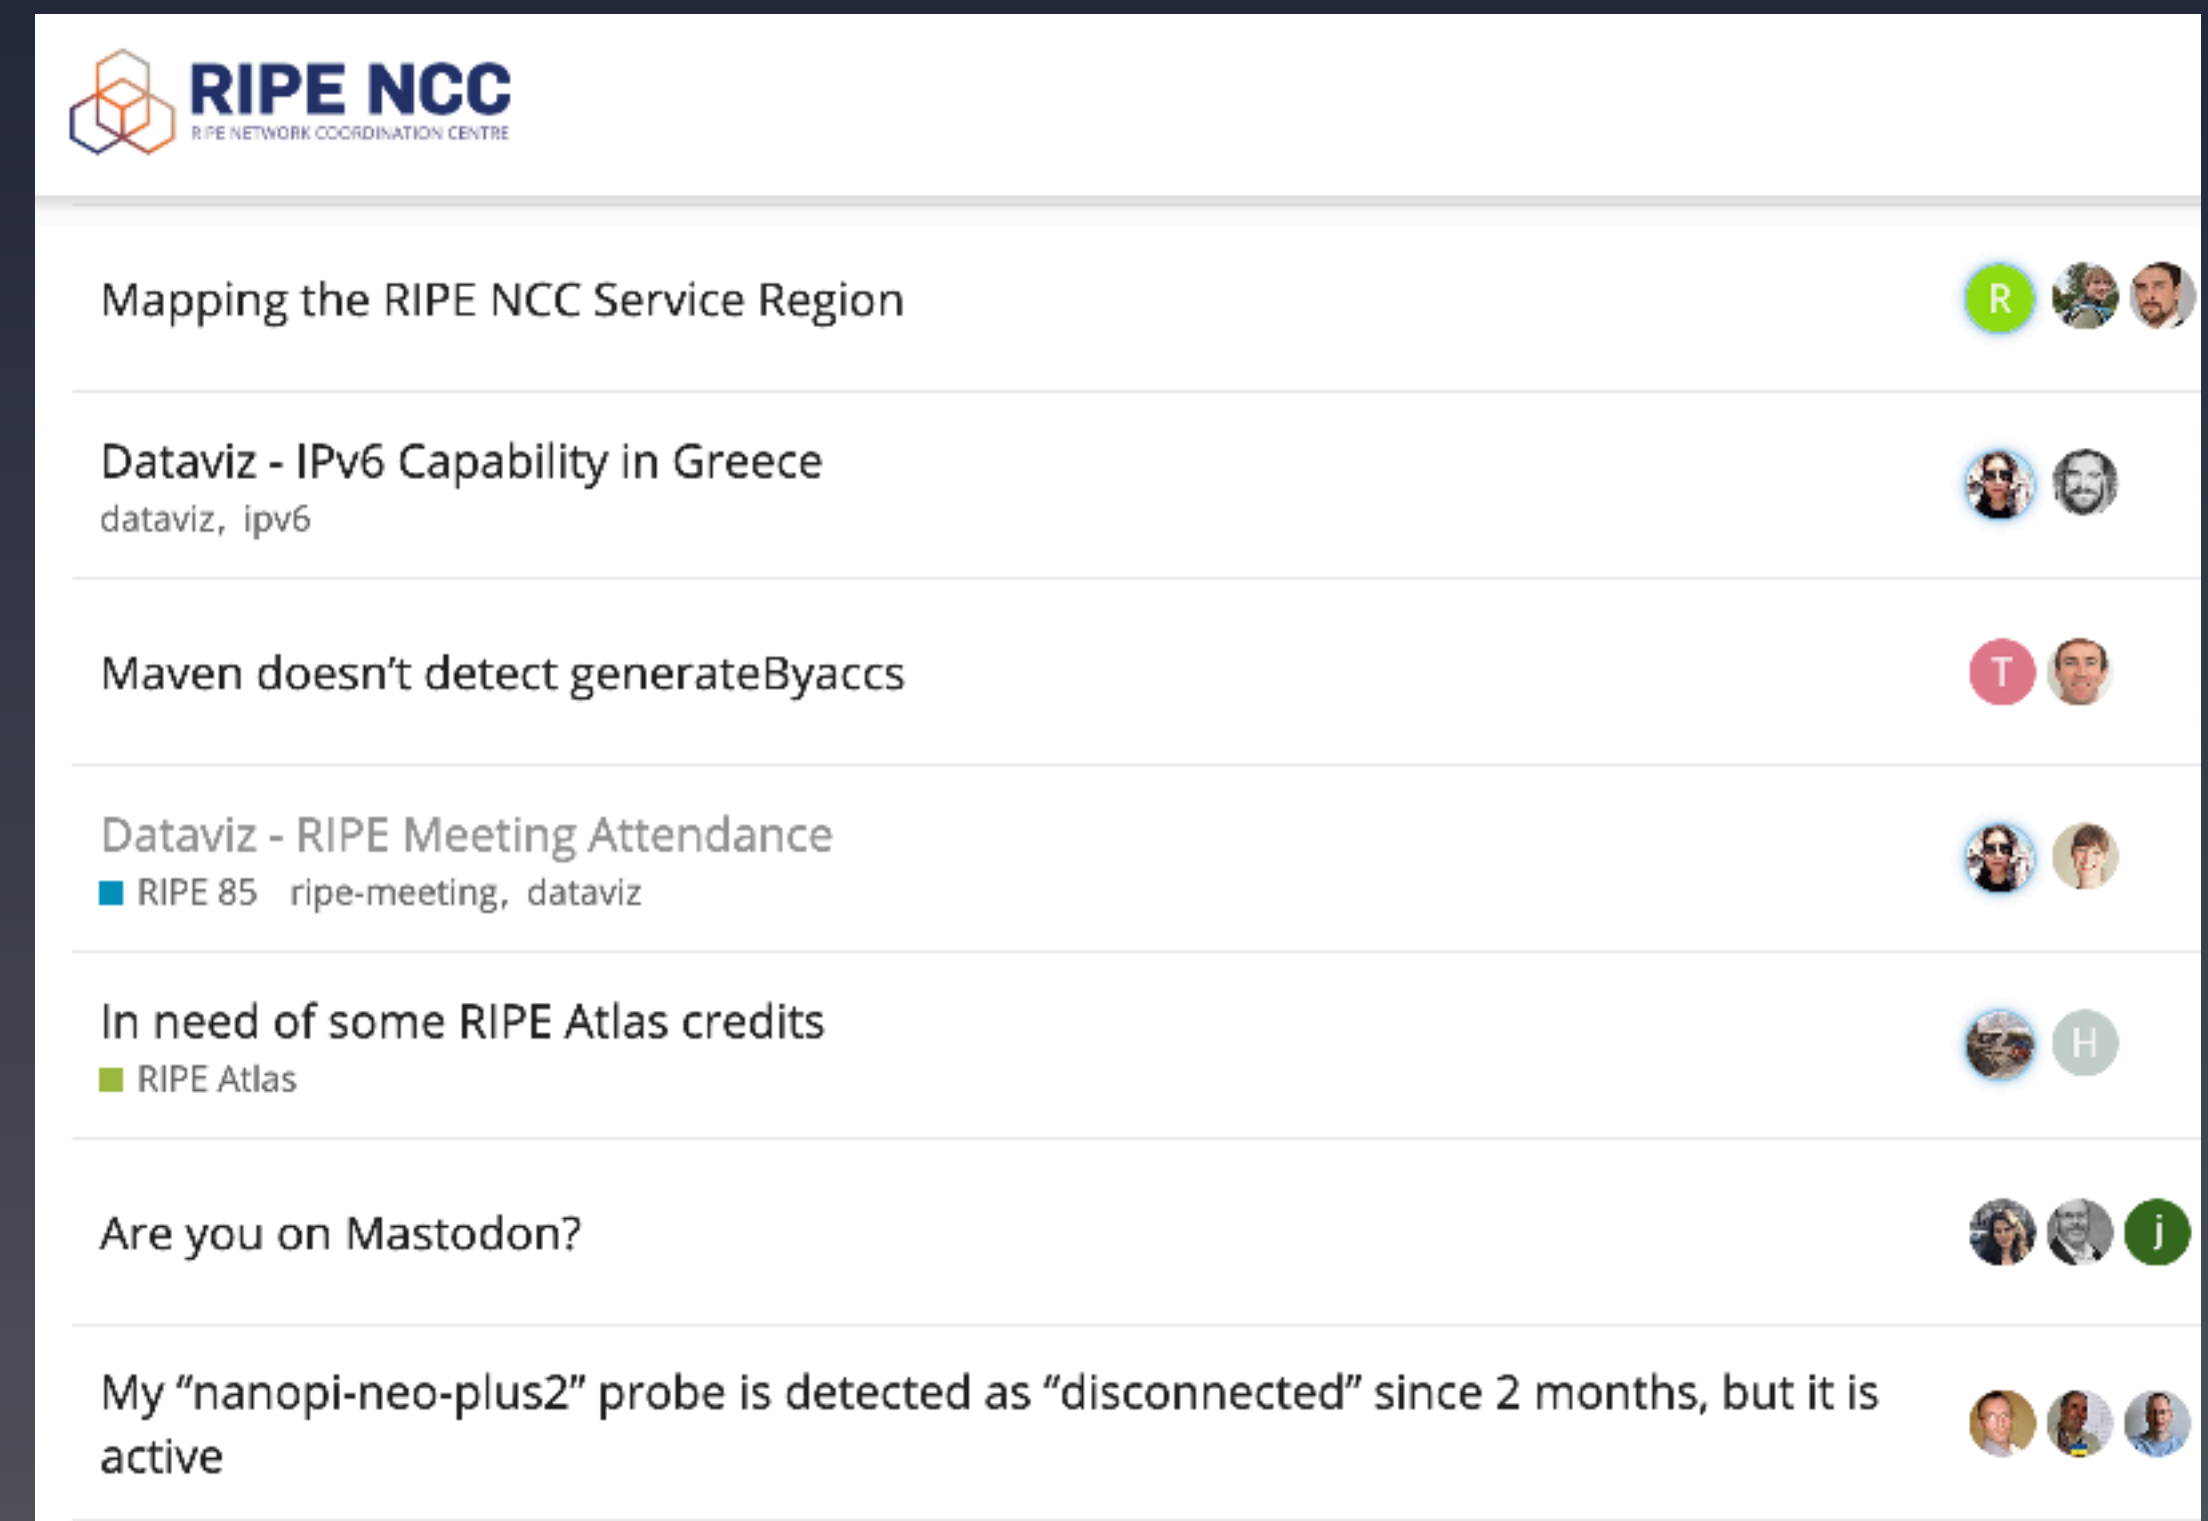 RIPE NCC
RIPE NETWORK COORDINATION CENTRE
Mapping the RIPE NCC Service Region
R
Dataviz - IPv6 Capability in Greece
dataviz, ipv6
Maven doesn’t detect generateByaccs
T
Dataviz - RIPE Meeting Attendance
RIPE 85 ripe-meeting, dataviz
In need of some RIPE Atlas credits
H
RIPE Atlas
Are you on Mastodon?
j
My “nanopi-neo-plus2” probe is detected as “disconnected” since 2 months, but it is
active